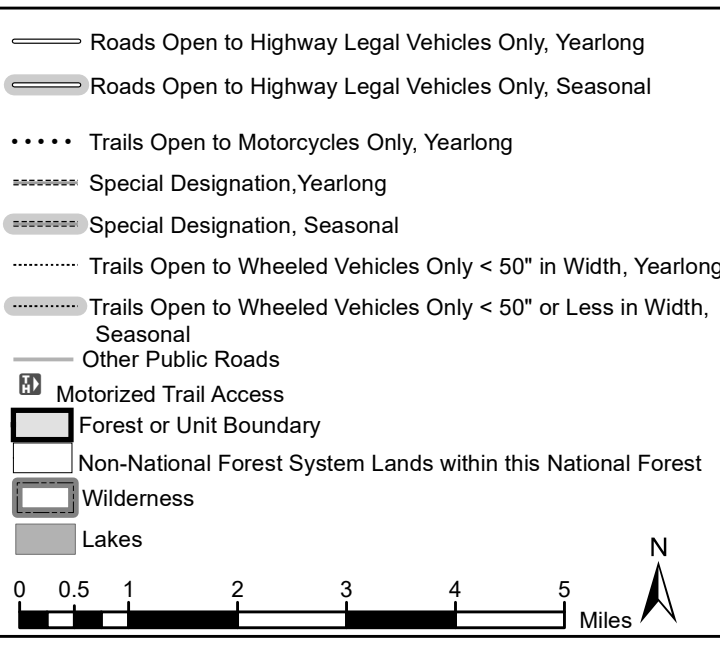 Roads Open to Highway Legal Vehicles Only, Yearlong
Roads Open to Highway Legal Vehicles Only, Seasonal
Trails Open to Motorcycles Only, Yearlong
Special Designation,Yearlong
Special Designation, Seasonal
Trails Open to Wheeled Vehicles Only < 50" in Width, Yearlong
Trails Open to Wheeled Vehicles Only < 50" or Less in Width,
Seasonal
Other Public Roads
TH Motorized Trail Access
Forest or Unit Boundary
Non-National Forest System Lands within this National Forest
Wilderness
Lakes
N
0 0.5 1 2 3 4 5
Miles